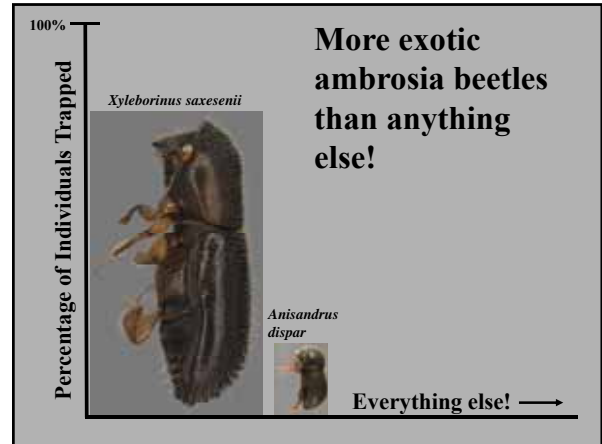 100%
More exotic
ambrosia beetles
than anything
else!
Xyleborinus saxesenii
Percentage of Individuals Trapped
Anisandrus
dispar
Everything else!